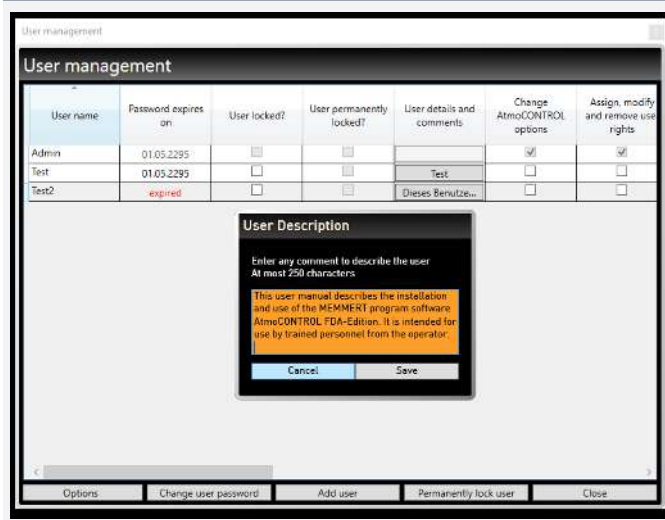 User management
User management
User name
Password expires
on
User locked?
User permanently
locked?
User details and
comments
Change
AtmoCONTROL
options
Assign, modify
and remove use
rights
Admin
01.05.2295
Test
01.05.2295
Test
Test2
expired
Dieses Benutze...
User Description
Enter any comment to describe the user
At most 250 characters
This user manual describes the installation
and use of the MEMMERT program software
AtmoCONTROL FDA-Edition. It is intended for
use by trained personnel from the operator.
Cancel
Save
Options
Change user password
Add user
Permanently lock user
Close